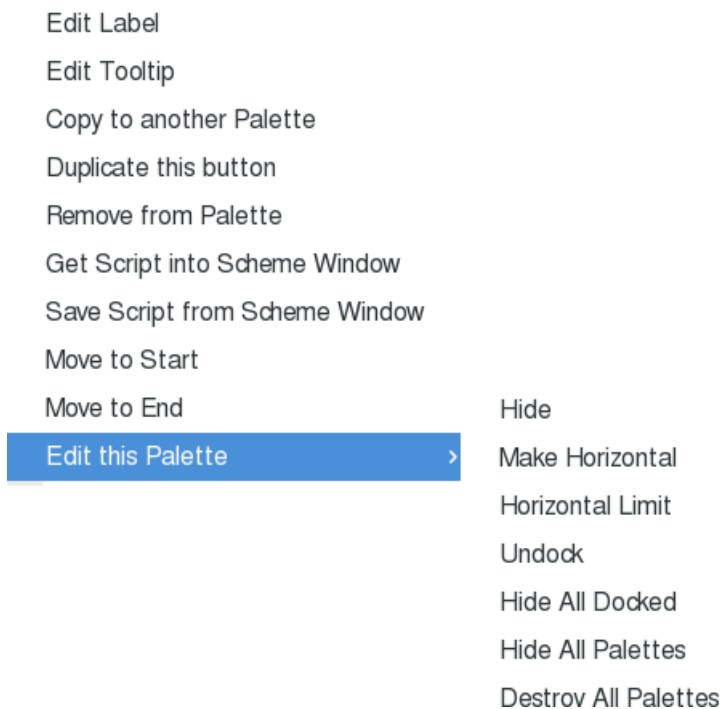 Edit Label
Edit Tooltip
Copy to another Palette
Duplicate this button
Remove from Palette
Get Script into Scheme Window
Save Script from Scheme Window
Move to Start
Move to End
Edit this Palette
Hide
Make Horizontal
Horizontal Limit
Undock
Hide All Docked
Hide All Palettes
Destroy All Palettes